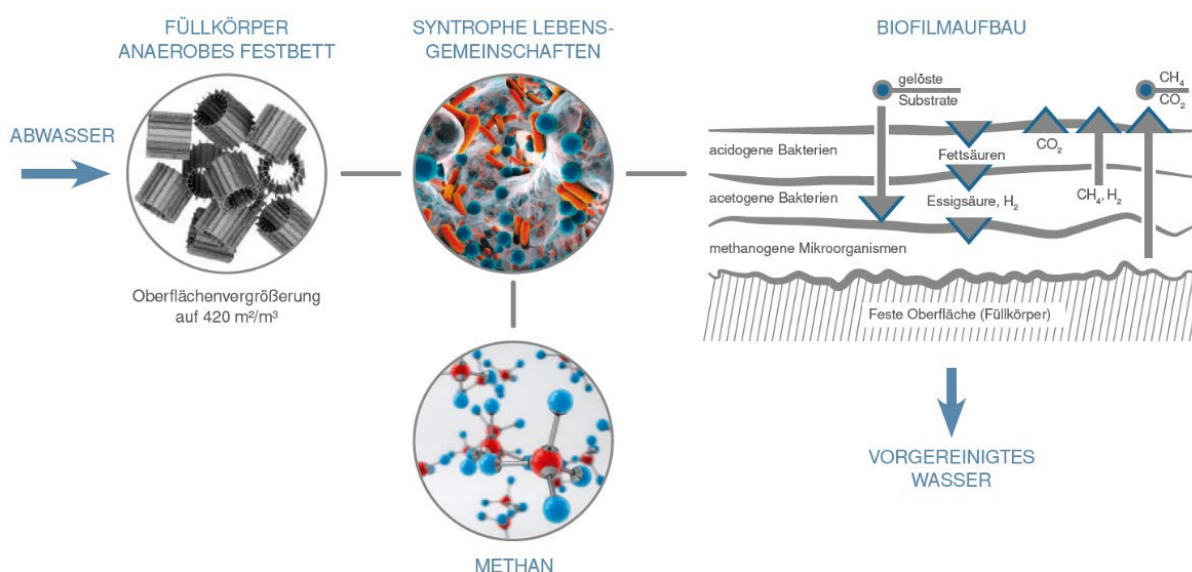 FÜLLKÖRPER
ANAEROBES FESTBETT
SYNTROPHE LEBENS-
GEMEINSCHAFTEN
BIOFILMAUFBAU
ABWASSER
gelöste
Substrate
CH₄
CO₂
acidogene Bakterien
Fettsäuren
CO₂
acetogene Bakterien
Essigsäure, H₂
CH₄, H₂
methanogene Mikroorganismen
Feste Oberfläche (Füllkörper)
Oberflächenvergrößerung
auf 420 m²/m³
METHAN
VORGEREINIGTES
WASSER